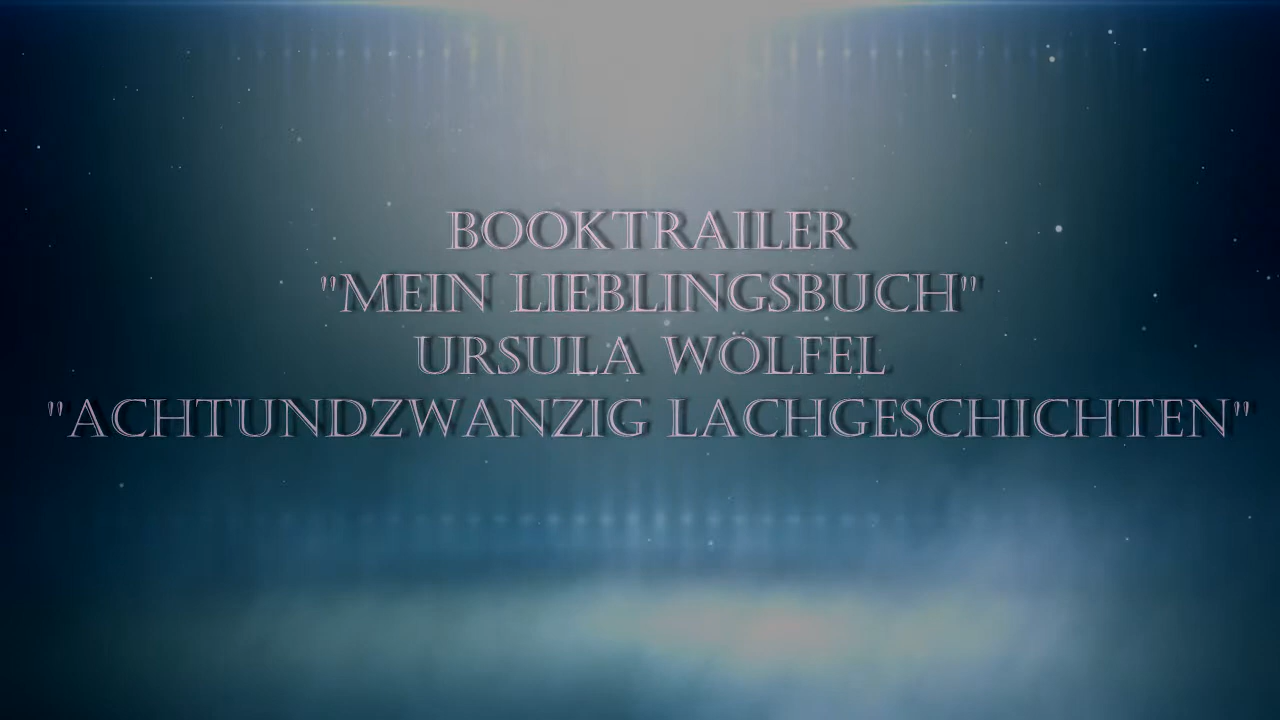 BOOKTRAILER
"MEIN LIEBLINGSBUCH"
URSULA WÖLFEL
"ACHTUNDZWANZIG LACHGESCHICHTEN"